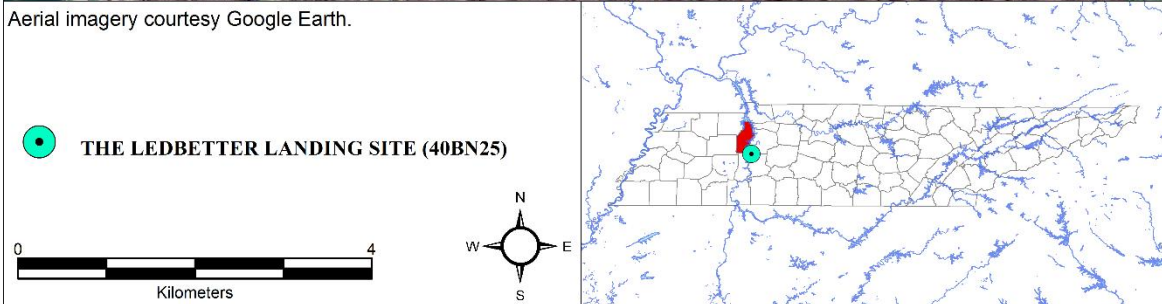 Aerial imagery courtesy Google Earth.
THE LEDBETTER LANDING SITE (40BN25)
N
W E
S
0 4
Kilometers